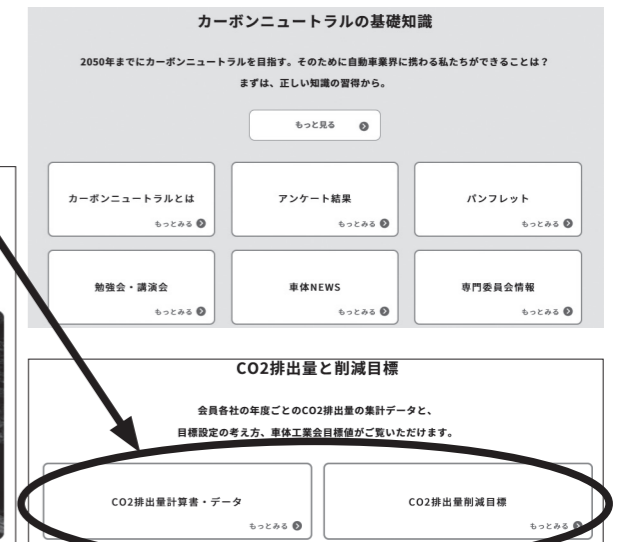 カーボンニュートラルの基礎知識
2050年までにカーボンニュートラルを目指す。そのために自動車業界に携わる私たちができることは？
まずは、正しい知識の習得から。
もっと見る
カーボンニュートラルとは
もっとみる
アンケート結果
もっとみる
パンフレット
もっとみる
勉強会・講演会
もっとみる
車体NEWS
もっとみる
専門委員会情報
もっとみる
CO2排出量と削減目標
会員各社の年度ごとのCO2排出量の集計データと、
目標設定の考え方、車体工業会目標値がご覧いただけます。
CO2排出量計算書・データ
もっとみる
CO2排出量削減目標
もっとみる